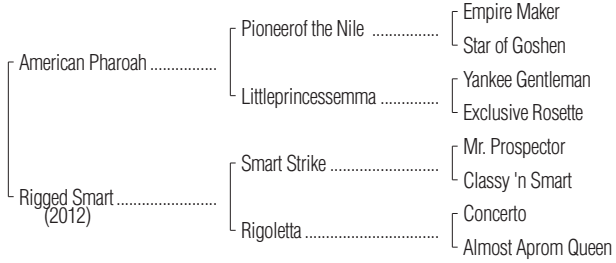 Empire Maker
Pioneerof the Nile ................
Star of Goshen
American Pharoah ................
Yankee Gentleman
Littleprincessemma ..............
Exclusive Rosette
Mr. Prospector
Smart Strike ..........................
Classy 'n Smart
Rigged Smart ........................
(2012)
Concerto
Rigoletta ................................
Almost Aprom Queen